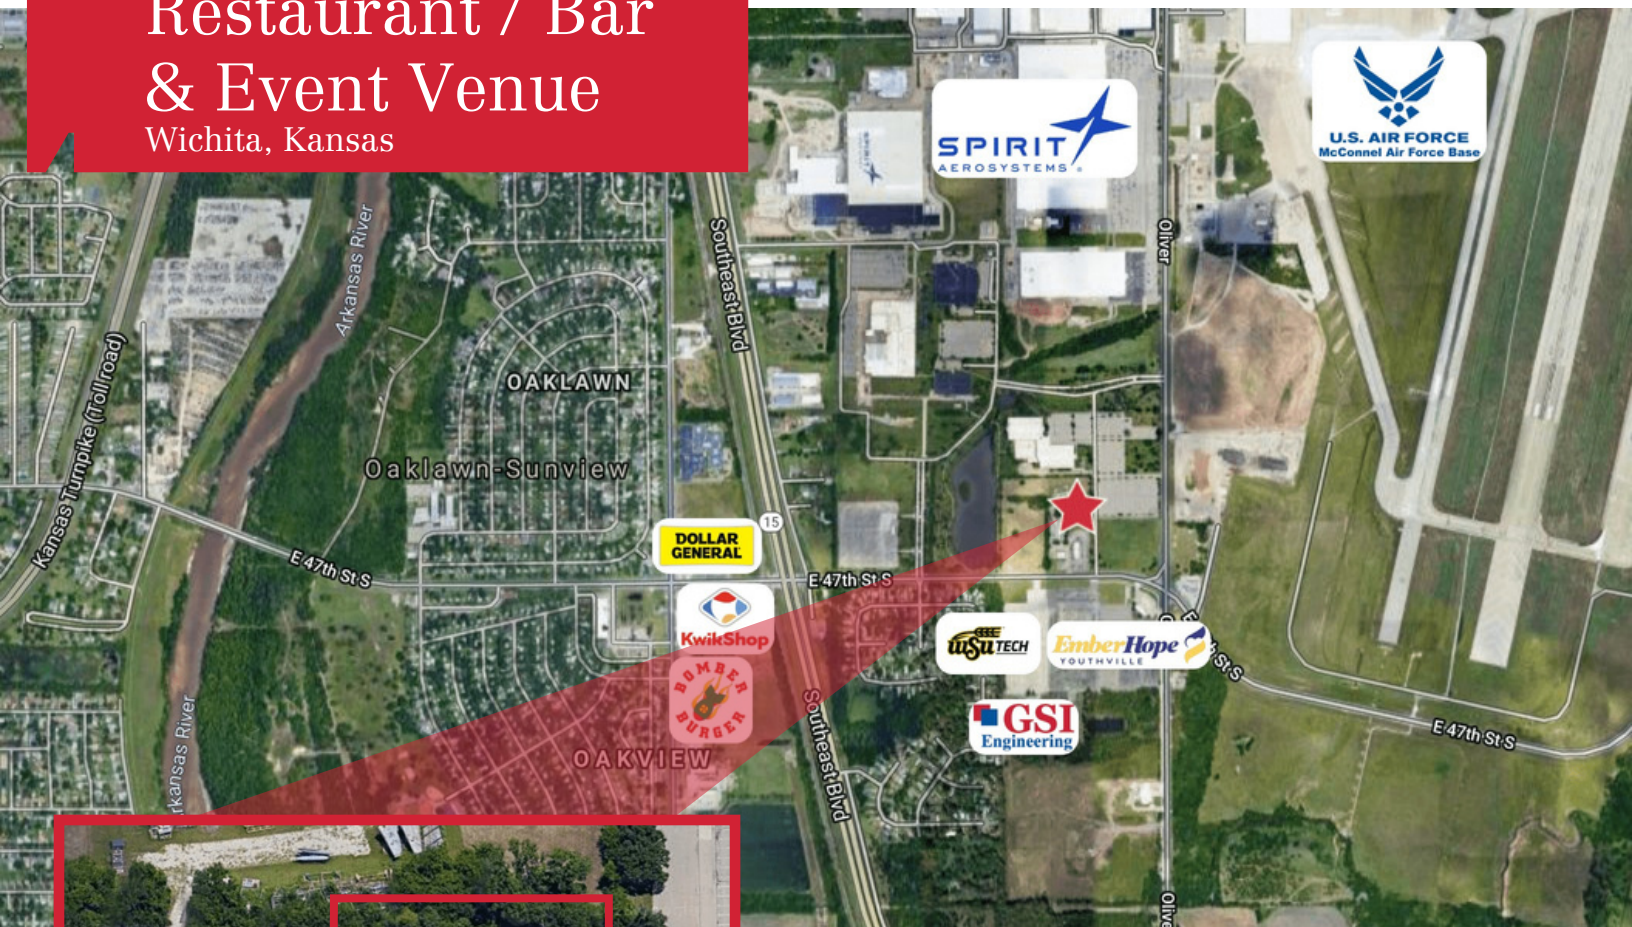 Restaurant / Bar
& Event Venue
Wichita, Kansas
SPIRIT
AEROSYSTEMS
U.S. AIR FORCE
McConnel Air Force Base
Arkansas River
Southeast Blvd
Oliver
Kansas Turnpike (Toll road)
OAKLAWN
Oaklawn-Sunview
15
DOLLAR
GENERAL
E 47th St S
E 47th St S
KwikShop
BOMBER
BURGER
WSU TECH
EmberHope
YOUTHVILLE
St S
GSI
Engineering
OAKVIEW
Southeast Blvd
E 47th St S
Arkansas River
Oliver